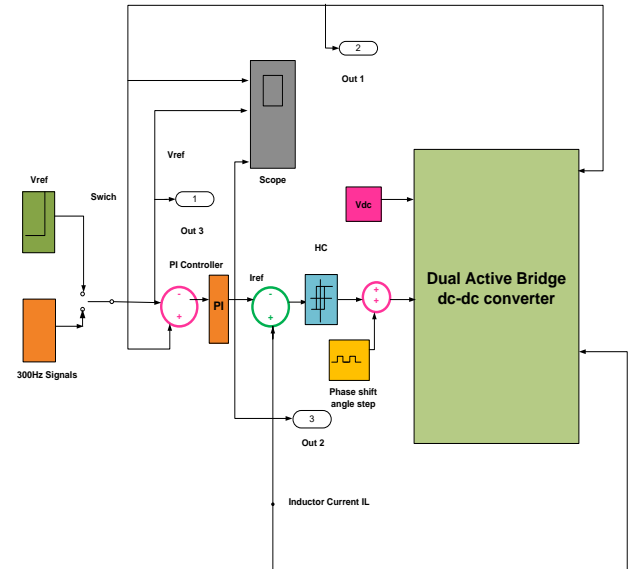 2
Out 1
Scope
Vref
Vref
Swich
1
Out 3
Vdc
HC
PI Controller
Iref
Dual Active Bridge
dc-dc converter
-
+
PI
-
+
+
+
300Hz Signals
Phase shift
angle step
3
Out 2
Inductor Current IL